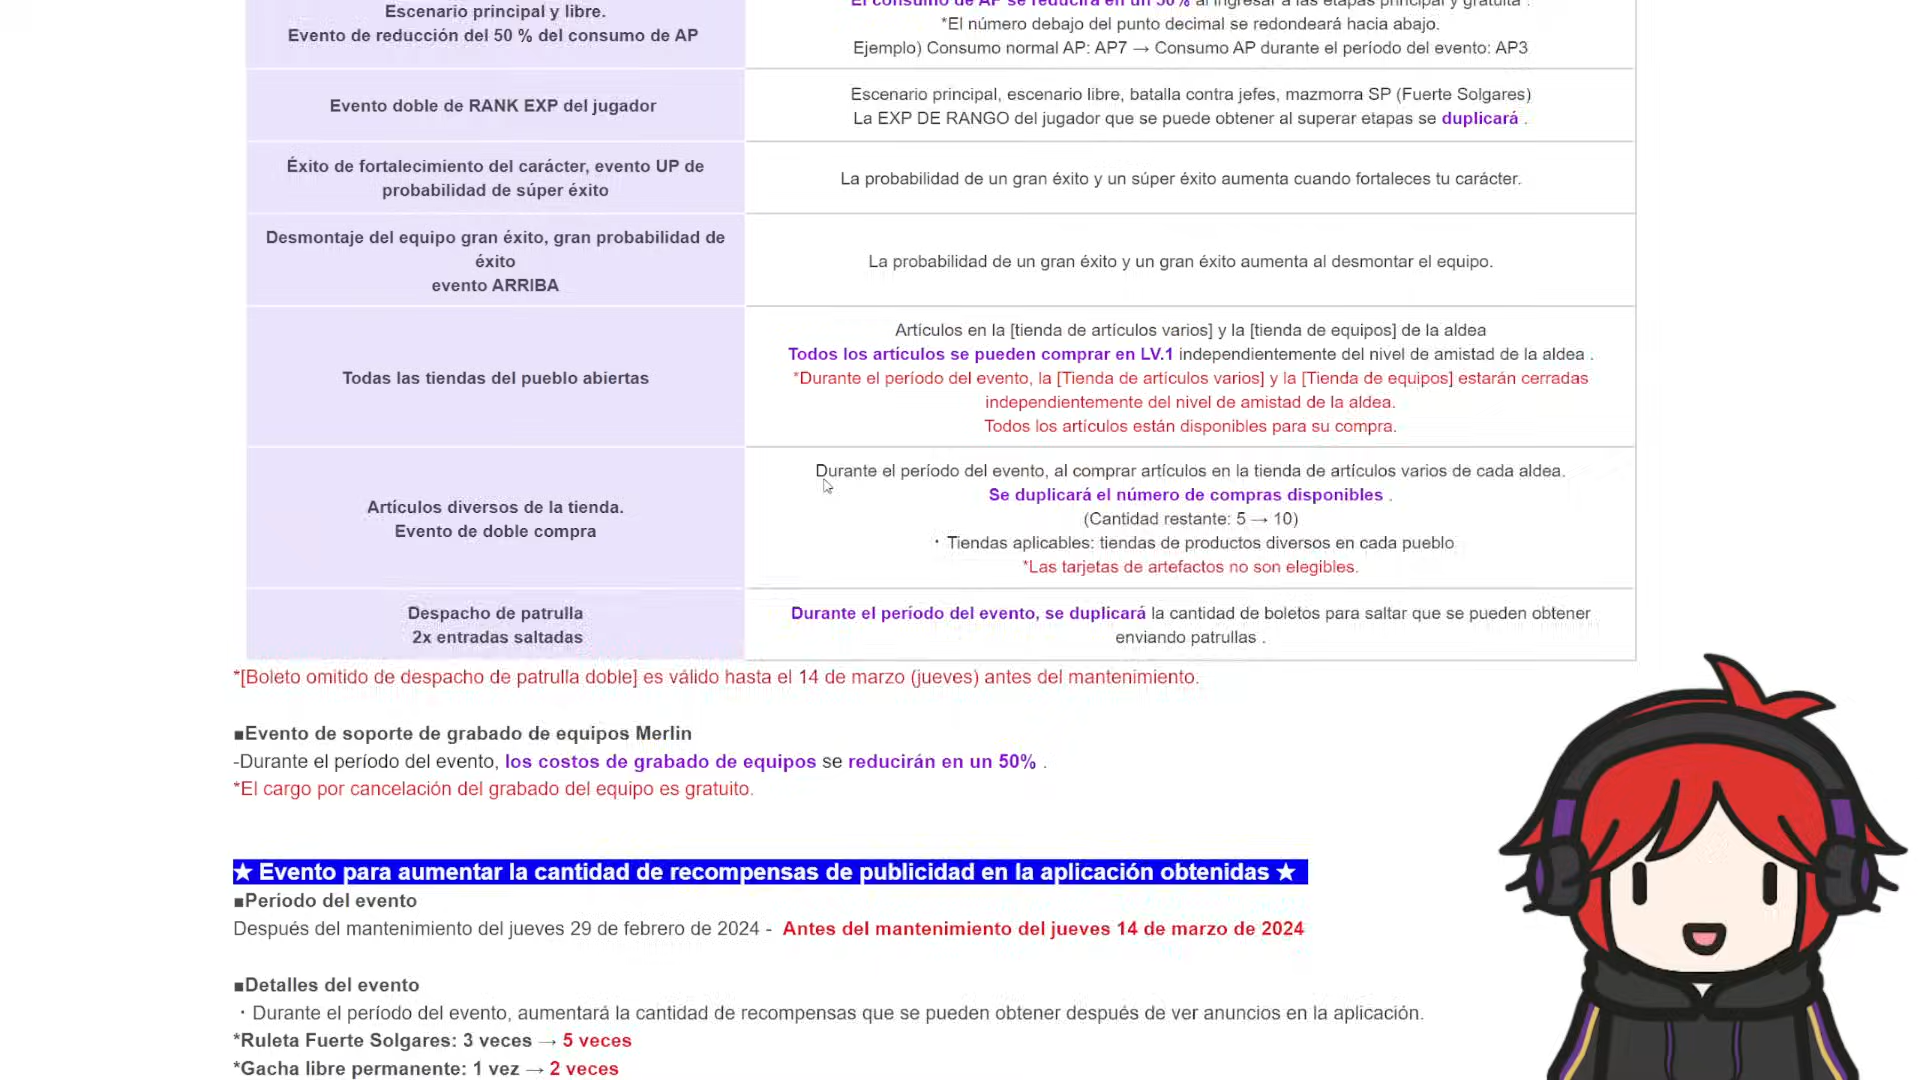 Escenario principal y libre.
Evento de reducción del 50 % del consumo de AP
El consumo de AP se reducirá en un 50% al ingresar a las etapas principal y gratuita .
*El número debajo del punto decimal se redondeará hacia abajo.
Ejemplo) Consumo normal AP: AP7 → Consumo AP durante el período del evento: AP3
Evento doble de RANK EXP del jugador
Escenario principal, escenario libre, batalla contra jefes, mazmorra SP (Fuerte Solgares)
La EXP DE RANGO del jugador que se puede obtener al superar etapas se duplicará .
Éxito de fortalecimiento del carácter, evento UP de
probabilidad de súper éxito
La probabilidad de un gran éxito y un súper éxito aumenta cuando fortaleces tu carácter.
Desmontaje del equipo gran éxito, gran probabilidad de
éxito
evento ARRIBA
La probabilidad de un gran éxito y un gran éxito aumenta al desmontar el equipo.
Todas las tiendas del pueblo abiertas
Artículos en la [tienda de artículos varios] y la [tienda de equipos] de la aldea
Todos los artículos se pueden comprar en LV.1 independientemente del nivel de amistad de la aldea .
*Durante el período del evento, la [Tienda de artículos varios] y la [Tienda de equipos] estarán cerradas
independientemente del nivel de amistad de la aldea.
Todos los artículos están disponibles para su compra.
Artículos diversos de la tienda.
Evento de doble compra
Durante el período del evento, al comprar artículos en la tienda de artículos varios de cada aldea.
Se duplicará el número de compras disponibles .
(Cantidad restante: 5 → 10)
・Tiendas aplicables: tiendas de productos diversos en cada pueblo
*Las tarjetas de artefactos no son elegibles.
Despacho de patrulla
2x entradas saltadas
Durante el período del evento, se duplicará la cantidad de boletos para saltar que se pueden obtener
enviando patrullas .
*[Boleto omitido de despacho de patrulla doble] es válido hasta el 14 de marzo (jueves) antes del mantenimiento.
■Evento de soporte de grabado de equipos Merlin
-Durante el período del evento, los costos de grabado de equipos se reducirán en un 50% .
*El cargo por cancelación del grabado del equipo es gratuito.
★ Evento para aumentar la cantidad de recompensas de publicidad en la aplicación obtenidas ★
■Período del evento
Después del mantenimiento del jueves 29 de febrero de 2024 - Antes del mantenimiento del jueves 14 de marzo de 2024
■Detalles del evento
・Durante el período del evento, aumentará la cantidad de recompensas que se pueden obtener después de ver anuncios en la aplicación.
*Ruleta Fuerte Solgares: 3 veces → 5 veces
*Gacha libre permanente: 1 vez → 2 veces